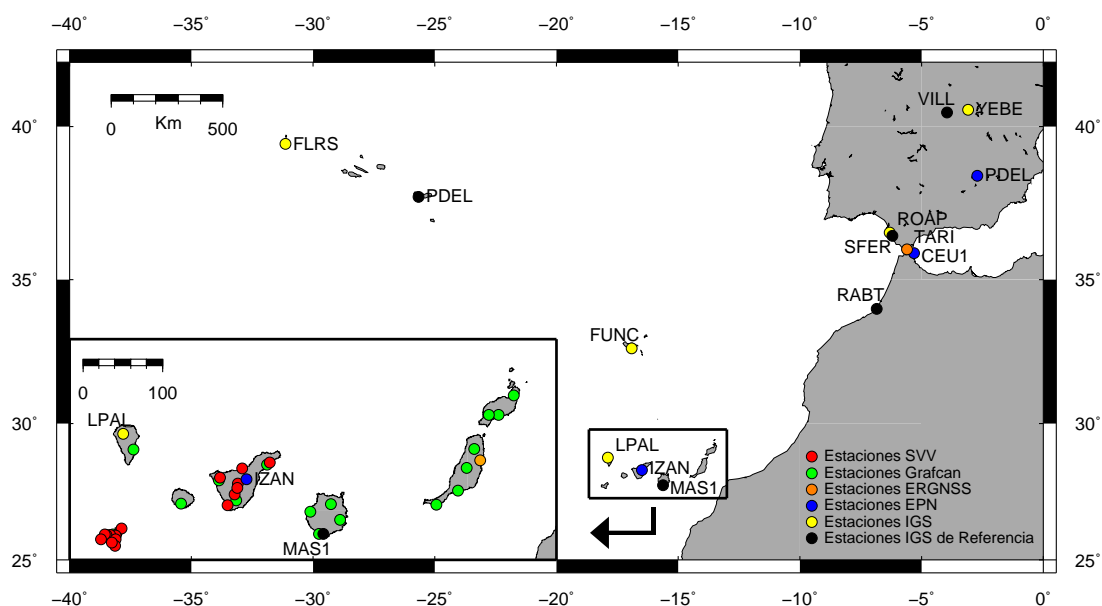 −40˚ −35˚ −30˚ −25˚ −20˚ −15˚ −10˚ −5˚ 0˚
VILL YEBE
40˚ 40˚
0 Km 500
FLRS
PDEL
PDEL
ROAP
TARI
SFER
CEU1
35˚ 35˚
RABT
FUNC
0 100
LPAL
30˚ 30˚
LPAL
IZAN
IZAN
MAS1
MAS1
Estaciones SVV
Estaciones Grafcan
Estaciones ERGNSS
Estaciones EPN
Estaciones IGS
Estaciones IGS de Referencia
25˚ 25˚
−40˚ −35˚ −30˚ −25˚ −20˚ −15˚ −10˚ −5˚ 0˚